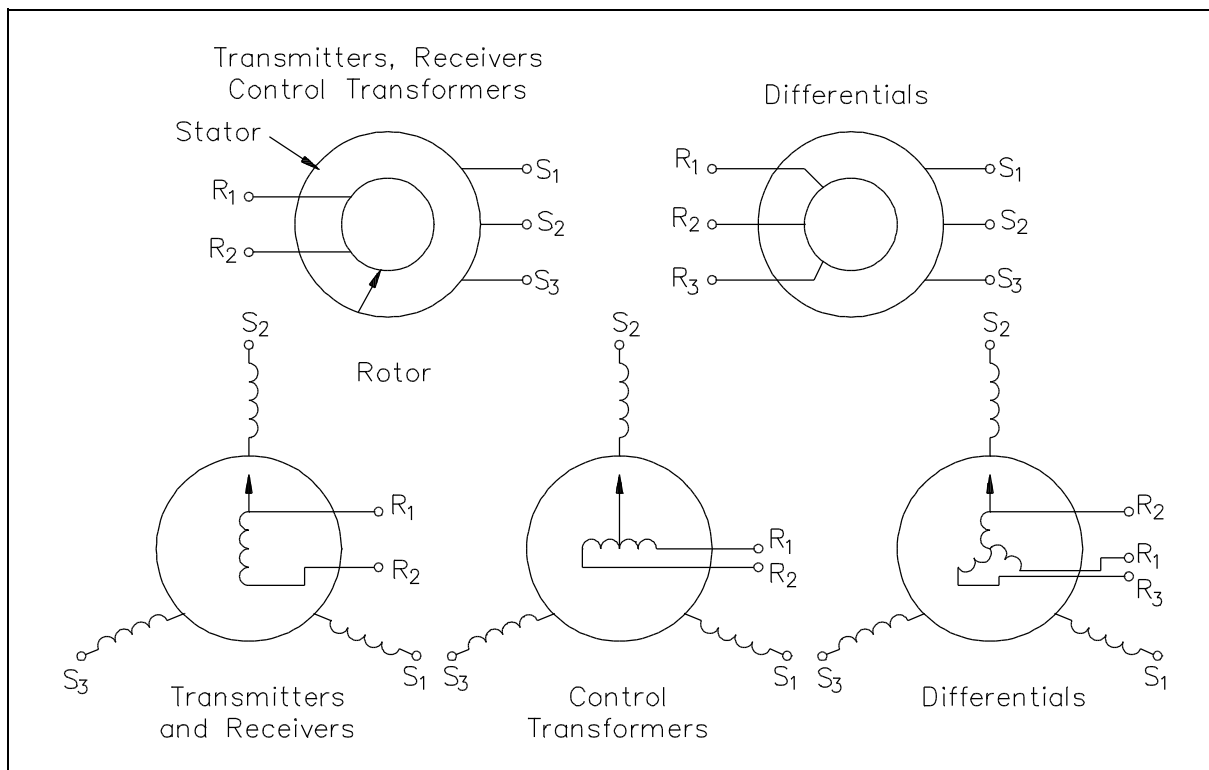 Transmitters, Receivers
Control Transformers
Differentials
Stator
R1
R2
S1
S2
S3
R1
R2
R3
S1
S2
S3
Rotor
S2
R1
R2
S3
S1
Transmitters
and Receivers
S2
R1
R2
S3
S1
Control
Transformers
S2
R2
R1
R3
S3
S1
Differentials